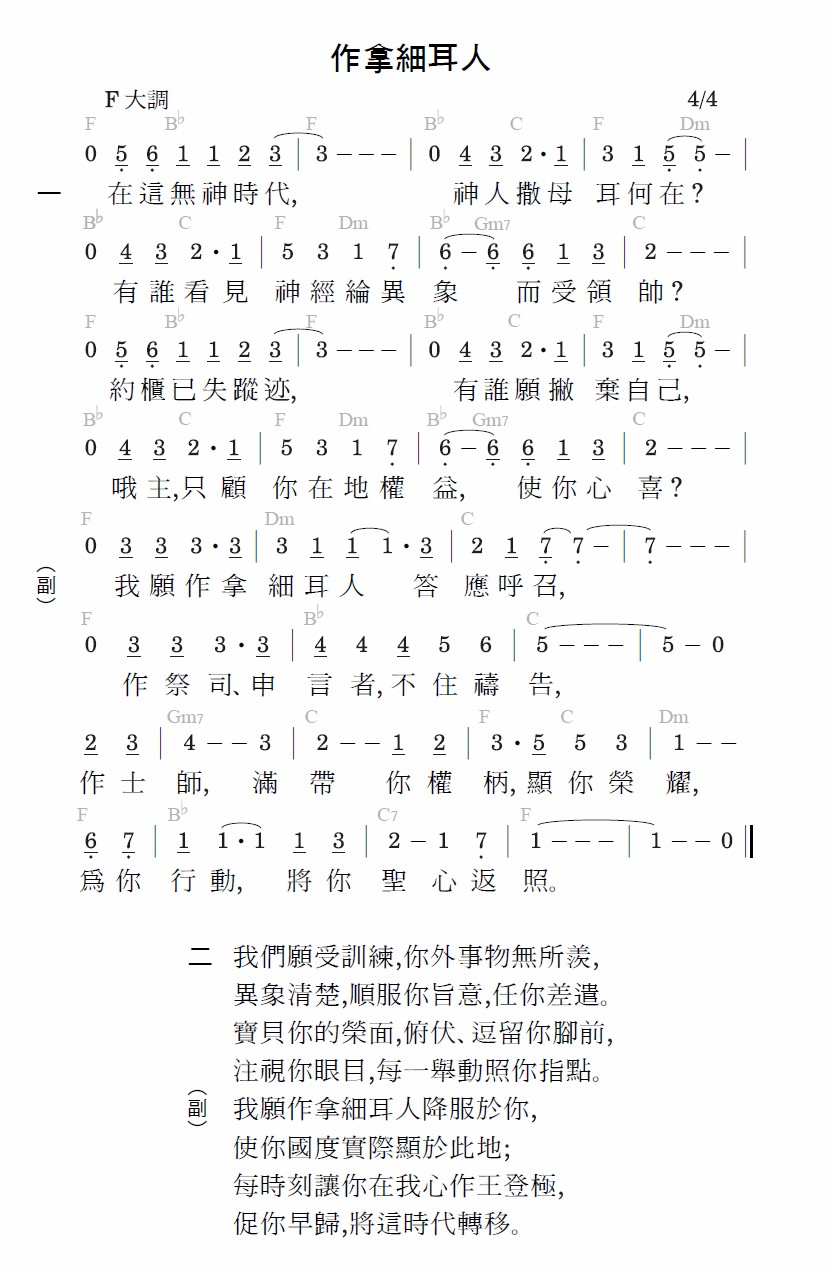 作拿細耳人
F 大調 4/4
F B♭ F B♭ C F Dm
0 5̣ 6̣ 1 1 2 3 | 3 – – – | 0 4 3 2 · 1 | 3 1 5̣ 5̣ – |
一 在這無神時代, 神人撒母 耳何在?
B♭ C F Dm B♭ Gm7 C
0 4 3 2 · 1 | 5 3 1 7̣ | 6̣ – 6̣ 6̣ 1 3 | 2 – – – |
有誰看見 神經綸異 象 而受領 帥?
F B♭ F B♭ C F Dm
0 5̣ 6̣ 1 1 2 3 | 3 – – – | 0 4 3 2 · 1 | 3 1 5̣ 5̣ – |
約櫃已失蹤迹, 有誰願撇 棄自己,
B♭ C F Dm B♭ Gm7 C
0 4 3 2 · 1 | 5 3 1 7̣ | 6̣ – 6̣ 6̣ 1 3 | 2 – – – |
哦主,只顧 你在地權 益, 使你心 喜?
F Dm C
0 3 3 3 · 3 | 3 1 1 1 · 3 | 2 1 7̣ 7̣ – | 7̣ – – – |
(副) 我願作拿 細耳人 答 應呼召,
F B♭ C
0 3 3 3 · 3 | 4 4 4 5 6 | 5 – – – | 5 – 0
作祭司、申 言者,不住禱 告,
Gm7 C F C Dm
2 3 | 4 – – 3 | 2 – – 1 2 | 3 · 5 5 3 | 1 – –
作士 師, 滿 帶 你權 柄,顯你榮 耀,
F B♭ C7 F
6̣ 7̣ | 1 1 · 1 1 3 | 2 – 1 7̣ | 1 – – – | 1 – – 0 ‖
爲你 行動, 將你 聖心返 照。
二 我們願受訓練,你外事物無所羨,
異象清楚,順服你旨意,任你差遣。
寶貝你的榮面,俯伏、逗留你腳前,
注視你眼目,每一舉動照你指點。
(副) 我願作拿細耳人降服於你,
使你國度實際顯於此地;
每時刻讓你在我心作王登極,
促你早歸,將這時代轉移。